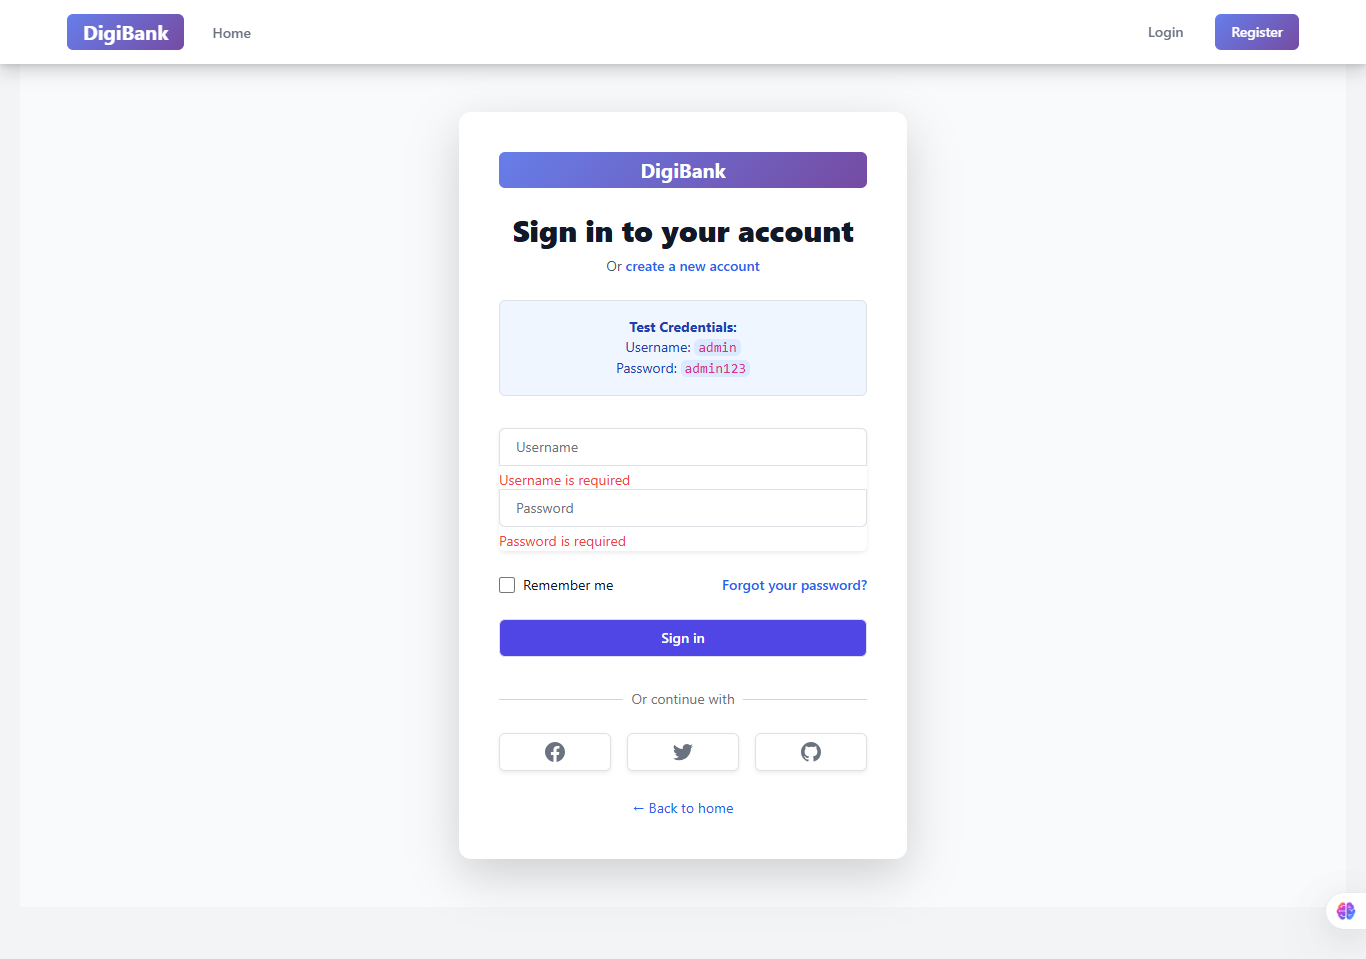 DigiBank
Home
Login
Register
DigiBank
Sign in to your account
Or create a new account
Test Credentials:
Username: admin
Password: admin123
Username
Username is required
Password
Password is required
Remember me
Forgot your password?
Sign in
Or continue with
← Back to home